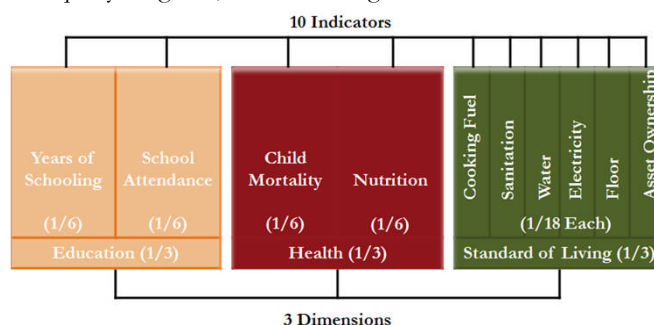 10 Indicators
Years of
Schooling
(1/6)
School
Attendance
(1/6)
Education (1/3)
Child
Mortality
(1/6)
Nutrition
(1/6)
Health (1/3)
Cooking Fuel
Sanitation
Water
Electricity
Floor
Asset Ownership
(1/18 Each)
Standard of Living (1/3)
3 Dimensions